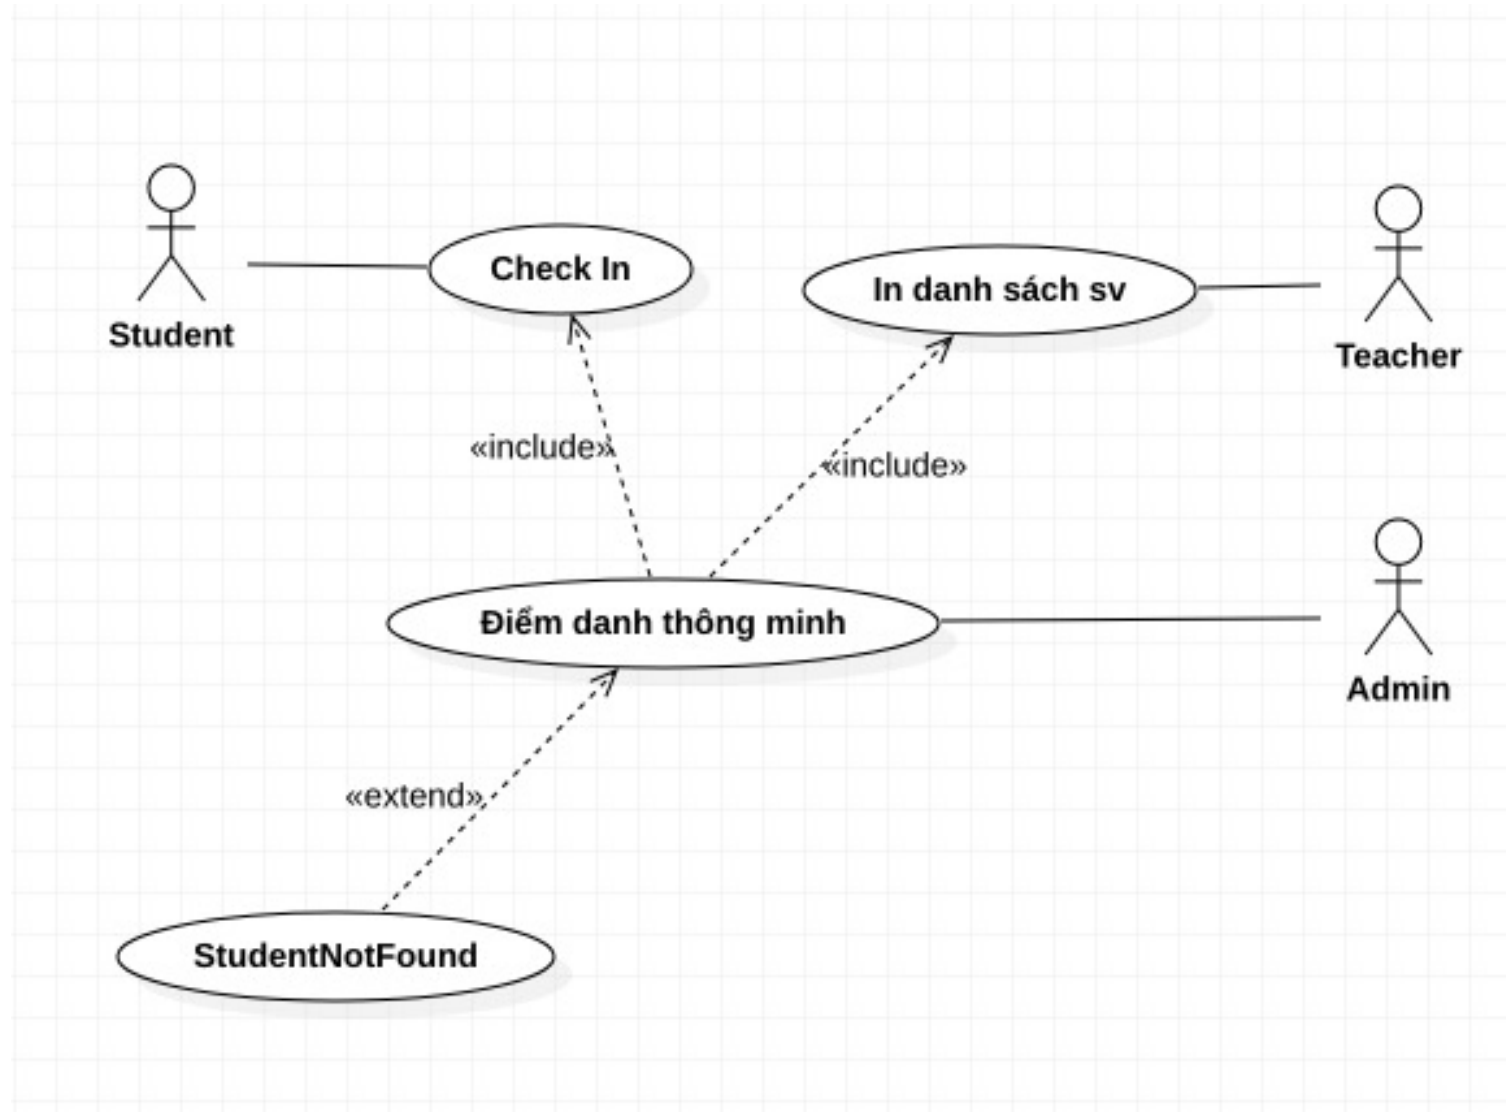 Check In
In danh sách sv
Student
Teacher
«include»
«include»
Điểm danh thông minh
Admin
«extend»
StudentNotFound